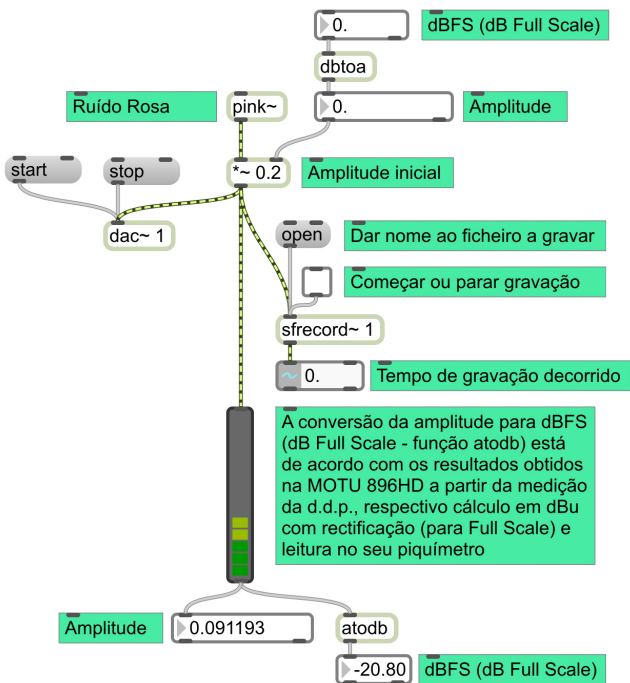 0.
dBFS (dB Full Scale)
dbtoa
Ruído Rosa
pink~
0.
Amplitude
start
stop
*~ 0.2
Amplitude inicial
dac~ 1
open
Dar nome ao ficheiro a gravar
Começar ou parar gravação
sfrecord~ 1
~ 0.
Tempo de gravação decorrido
A conversão da amplitude para dBFS
(dB Full Scale - função atodb) está
de acordo com os resultados obtidos
na MOTU 896HD a partir da medição
da d.d.p., respectivo cálculo em dBu
com rectificação (para Full Scale) e
leitura no seu piquímetro
Amplitude
0.091193
atodb
-20.80
dBFS (dB Full Scale)